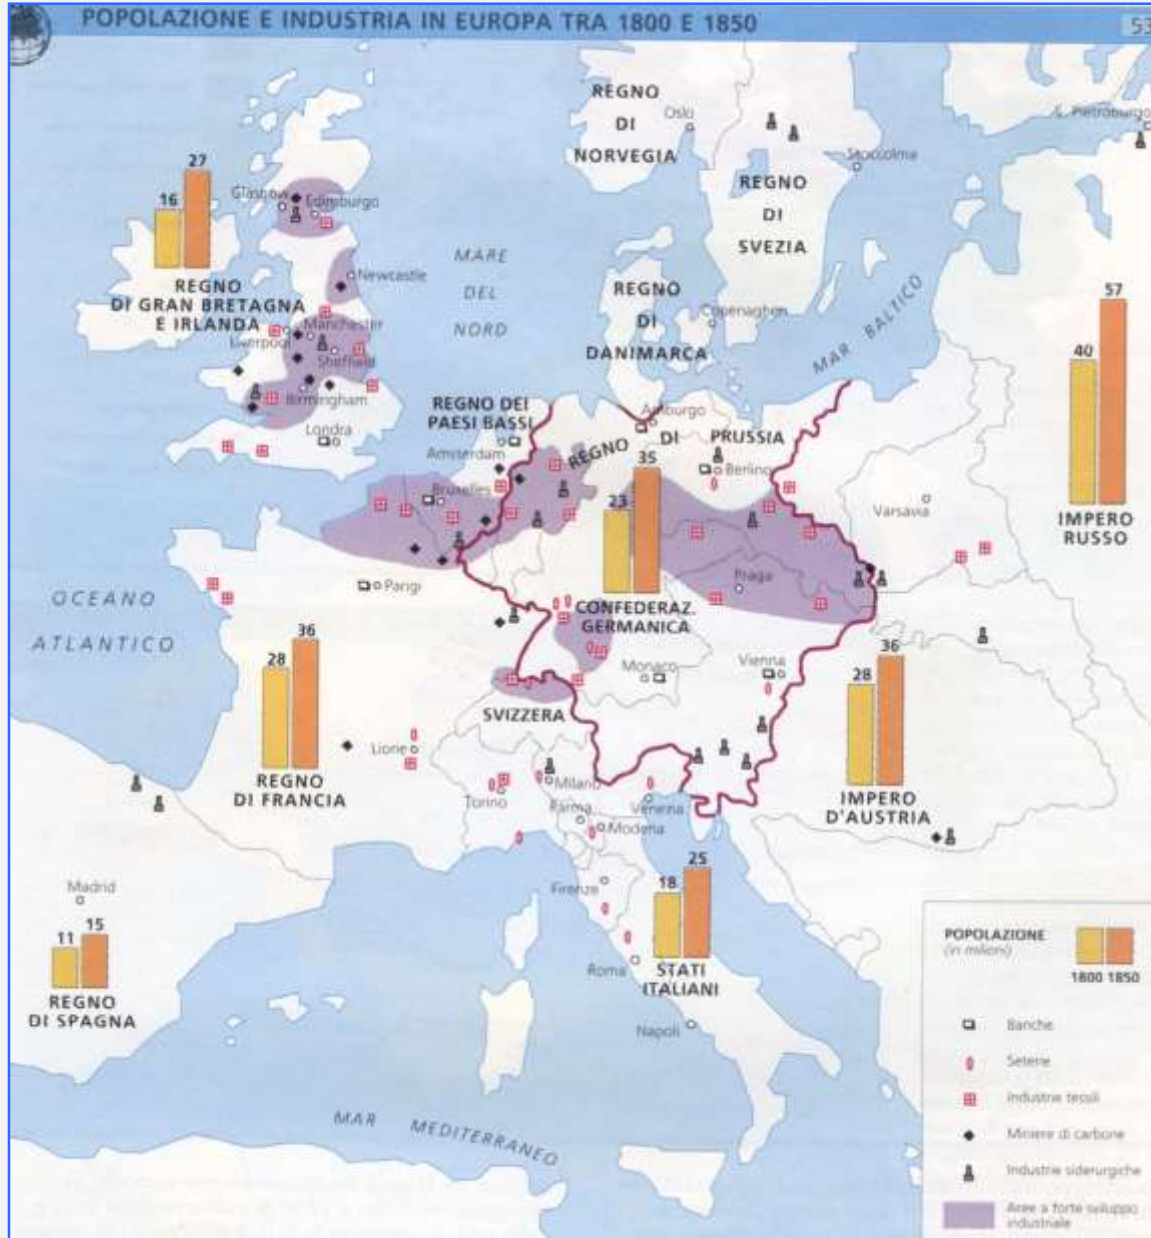 POPOLAZIONE E INDUSTRIA IN EUROPA TRA 1800 E 1850
53
REGNO
DI
NORVEGIA
Oslo
S. Pietroburgo
Stoccolma
REGNO
DI
SVEZIA
16
27
Glasgow
Edimburgo
REGNO
DI GRAN BRETAGNA
E IRLANDA
Newcastle
Manchester
Liverpool
Sheffield
Birmingham
Londra
MARE
DEL
NORD
REGNO
DI
DANIMARCA
Copenaghen
MAR BALTICO
40
57
IMPERO
RUSSO
REGNO DEI
PAESI BASSI
Amsterdam
Bruxelles
Amburgo
REGNO DI PRUSSIA
Berlino
Varsavia
23
35
CONFEDERAZ.
GERMANICA
Praga
OCEANO
ATLANTICO
Parigi
28
36
REGNO
DI FRANCIA
Lione
Monaco
Vienna
SVIZZERA
28
36
IMPERO
D'AUSTRIA
Torino
Milano
Venezia
Parma
Modena
Firenze
Roma
Napoli
18
25
STATI
ITALIANI
Madrid
11
15
REGNO
DI SPAGNA
MAR MEDITERRANEO
POPOLAZIONE
(in milioni)
1800 1850
Banche
Seterie
Industrie tessili
Miniere di carbone
Industrie siderurgiche
Aree a forte sviluppo
industriale